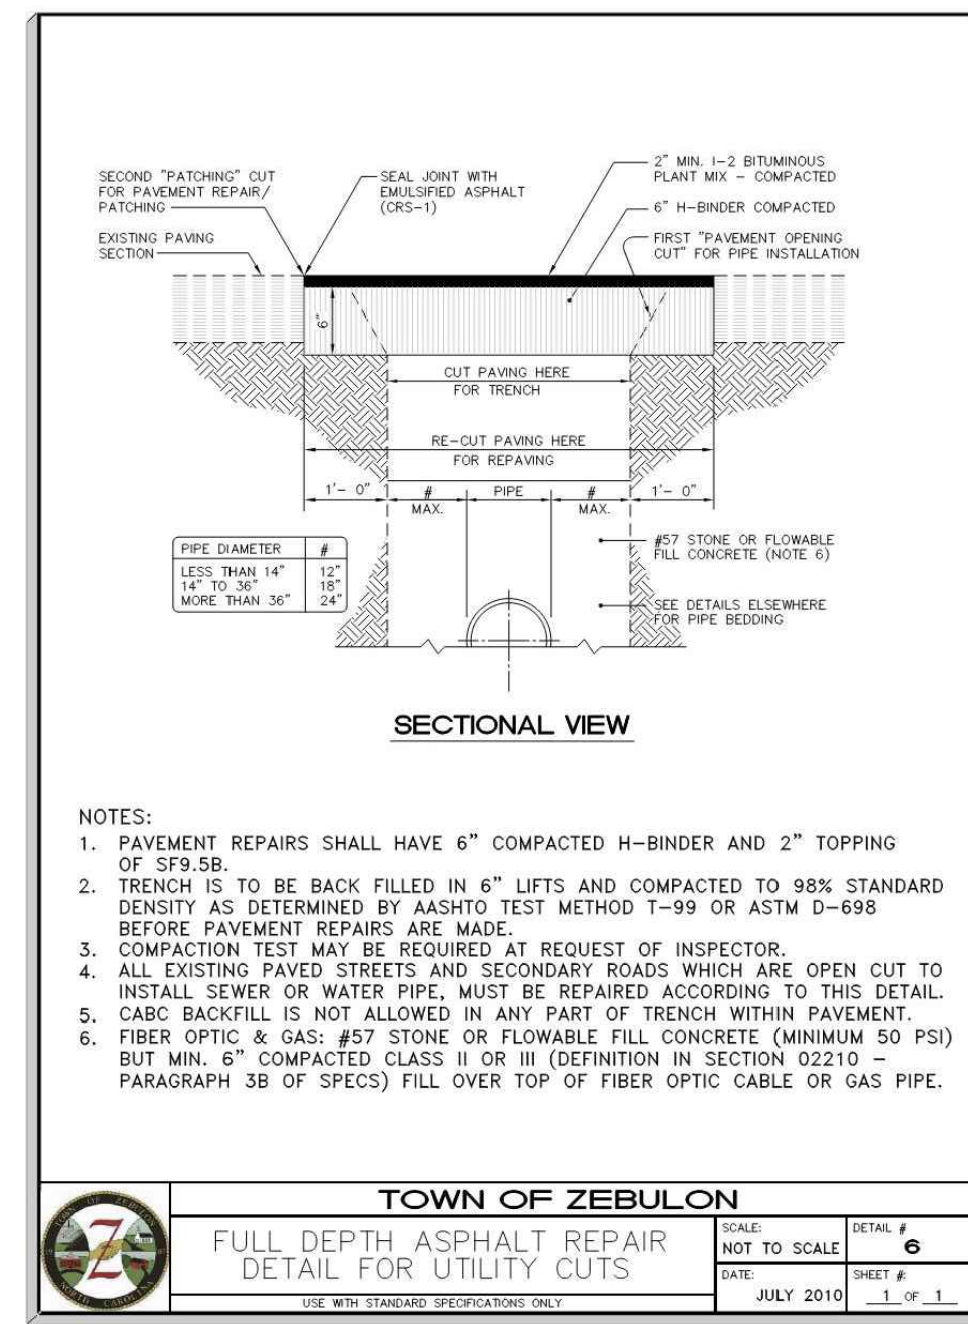 SECOND "PATCHING" CUT
FOR PAVEMENT REPAIR/
PATCHING
SEAL JOINT WITH
EMULSIFIED ASPHALT
(CRS-1)
2" MIN. I-2 BITUMINOUS
PLANT MIX - COMPACTED
6" H-BINDER COMPACTED
EXISTING PAVING
SECTION
FIRST "PAVEMENT OPENING
CUT" FOR PIPE INSTALLATION
6"
CUT PAVING HERE
FOR TRENCH
RE-CUT PAVING HERE
FOR REPAVING
1'- 0" # MAX. PIPE # MAX. 1'- 0"
PIPE DIAMETER #
LESS THAN 14" 12"
14" TO 36" 18"
MORE THAN 36" 24"
#57 STONE OR FLOWABLE
FILL CONCRETE (NOTE 6)
SEE DETAILS ELSEWHERE
FOR PIPE BEDDING
SECTIONAL VIEW
NOTES:
1. PAVEMENT REPAIRS SHALL HAVE 6" COMPACTED H-BINDER AND 2" TOPPING
OF SF9.5B.
2. TRENCH IS TO BE BACK FILLED IN 6" LIFTS AND COMPACTED TO 98% STANDARD
DENSITY AS DETERMINED BY AASHTO TEST METHOD T-99 OR ASTM D-698
BEFORE PAVEMENT REPAIRS ARE MADE.
3. COMPACTION TEST MAY BE REQUIRED AT REQUEST OF INSPECTOR.
4. ALL EXISTING PAVED STREETS AND SECONDARY ROADS WHICH ARE OPEN CUT TO
INSTALL SEWER OR WATER PIPE, MUST BE REPAIRED ACCORDING TO THIS DETAIL.
5. CABC BACKFILL IS NOT ALLOWED IN ANY PART OF TRENCH WITHIN PAVEMENT.
6. FIBER OPTIC & GAS: #57 STONE OR FLOWABLE FILL CONCRETE (MINIMUM 50 PSI)
BUT MIN. 6" COMPACTED CLASS II OR III (DEFINITION IN SECTION 02210 -
PARAGRAPH 3B OF SPECS) FILL OVER TOP OF FIBER OPTIC CABLE OR GAS PIPE.
TOWN OF ZEBULON
NORTH CAROLINA
Z
TOWN OF ZEBULON
FULL DEPTH ASPHALT REPAIR
DETAIL FOR UTILITY CUTS
USE WITH STANDARD SPECIFICATIONS ONLY
SCALE:
NOT TO SCALE
DETAIL #
6
DATE:
JULY 2010
SHEET #:
1 OF 1